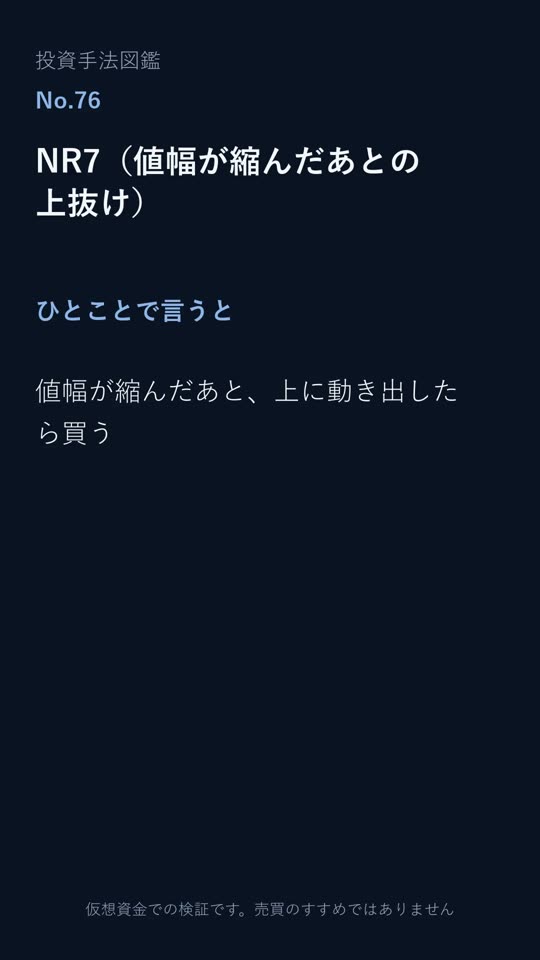 投資手法図鑑
No.76
NR7（値幅が縮んだあとの
上抜け）
ひとことで言うと
値幅が縮んだあと、上に動き出した
ら買う
仮想資金での検証です。売買のすすめではありません